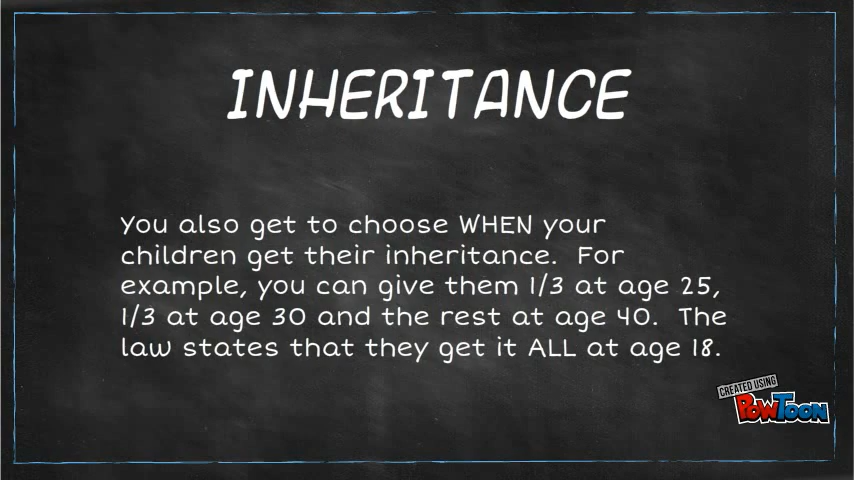 INHERITANCE
You also get to choose WHEN your
children get their inheritance.  For
example, you can give them 1/3 at age 25,
1/3 at age 30 and the rest at age 40.  The
law states that they get it ALL at age 18.
CREATED USING
POWTOON